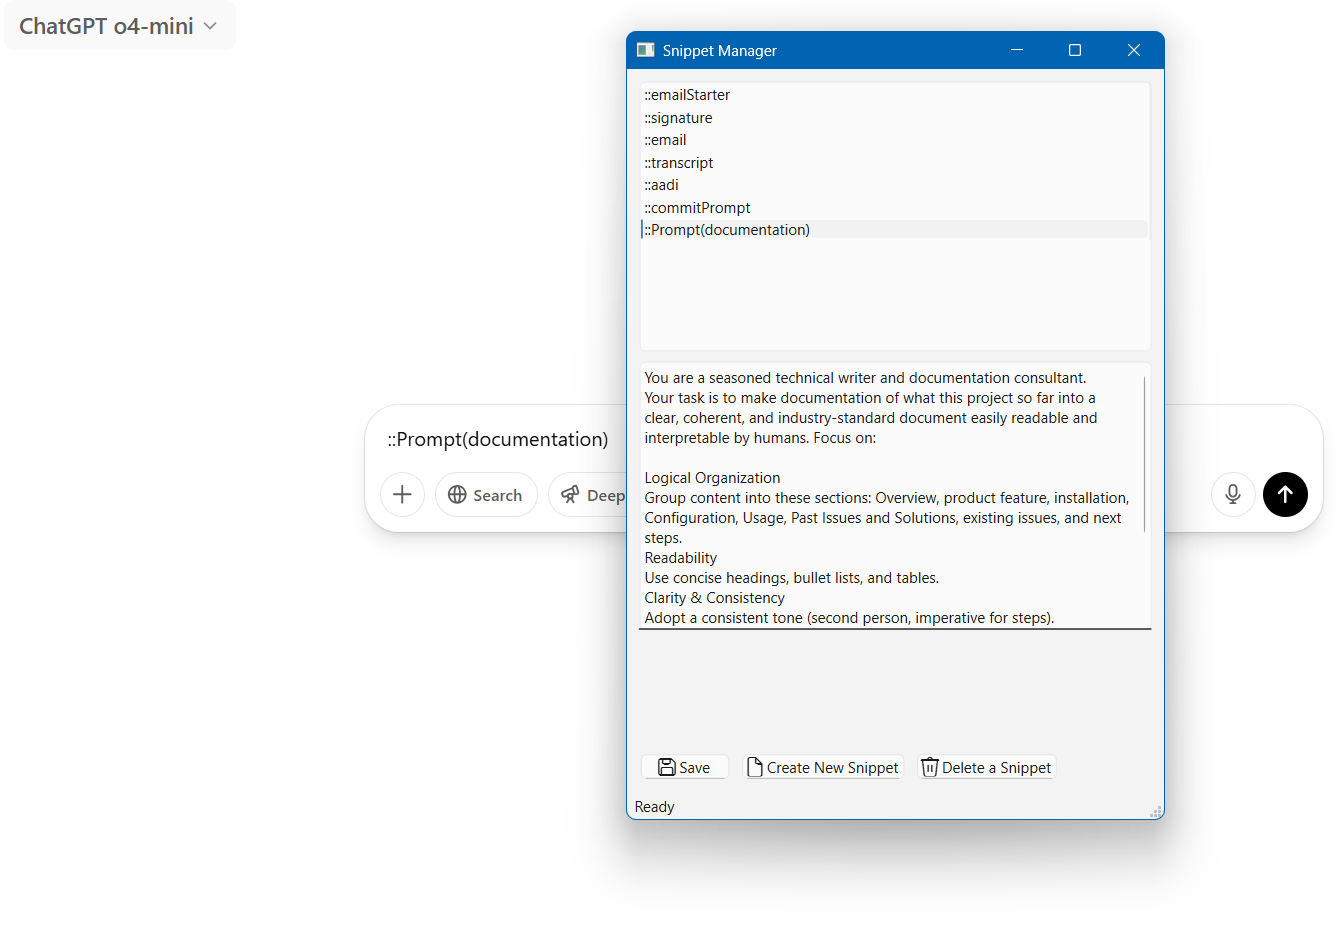 ChatGPT o4-mini
Snippet Manager
::emailStarter
::signature
::email
::transcript
::aadi
::commitPrompt
::Prompt(documentation)
You are a seasoned technical writer and documentation consultant.
Your task is to make documentation of what this project so far into a
clear, coherent, and industry-standard document easily readable and
interpretable by humans. Focus on:
Logical Organization
Group content into these sections: Overview, product feature, installation,
Configuration, Usage, Past Issues and Solutions, existing issues, and next
steps.
Readability
Use concise headings, bullet lists, and tables.
Clarity & Consistency
Adopt a consistent tone (second person, imperative for steps).
Save
Create New Snippet
Delete a Snippet
Ready
::Prompt(documentation)
Search
Deep